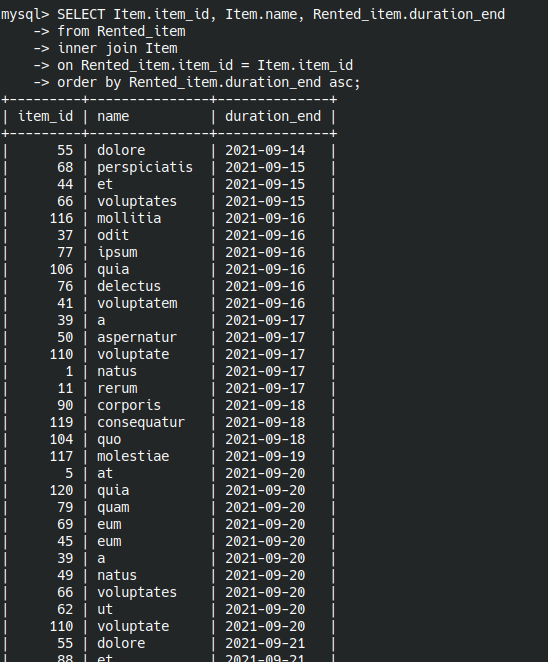 mysql> SELECT Item.item_id, Item.name, Rented_item.duration_end
    -> from Rented_item
    -> inner join Item
    -> on Rented_item.item_id = Item.item_id
    -> order by Rented_item.duration_end asc;
+---------+---------------+--------------+
| item_id | name          | duration_end |
+---------+---------------+--------------+
|      55 | dolore        | 2021-09-14   |
|      68 | perspiciatis  | 2021-09-15   |
|      44 | et            | 2021-09-15   |
|      66 | voluptates    | 2021-09-15   |
|     116 | mollitia      | 2021-09-16   |
|      37 | odit          | 2021-09-16   |
|      77 | ipsum         | 2021-09-16   |
|     106 | quia          | 2021-09-16   |
|      76 | delectus      | 2021-09-16   |
|      41 | voluptatem    | 2021-09-16   |
|      39 | a             | 2021-09-17   |
|      50 | aspernatur    | 2021-09-17   |
|     110 | voluptate     | 2021-09-17   |
|       1 | natus         | 2021-09-17   |
|      11 | rerum         | 2021-09-17   |
|      90 | corporis      | 2021-09-18   |
|     119 | consequatur   | 2021-09-18   |
|     104 | quo           | 2021-09-18   |
|     117 | molestiae     | 2021-09-19   |
|       5 | at            | 2021-09-20   |
|     120 | quia          | 2021-09-20   |
|      79 | quam          | 2021-09-20   |
|      69 | eum           | 2021-09-20   |
|      45 | eum           | 2021-09-20   |
|      39 | a             | 2021-09-20   |
|      49 | natus         | 2021-09-20   |
|      66 | voluptates    | 2021-09-20   |
|      62 | ut            | 2021-09-20   |
|     110 | voluptate     | 2021-09-20   |
|      55 | dolore        | 2021-09-21   |
|      88 | et            | 2021-09-21   |